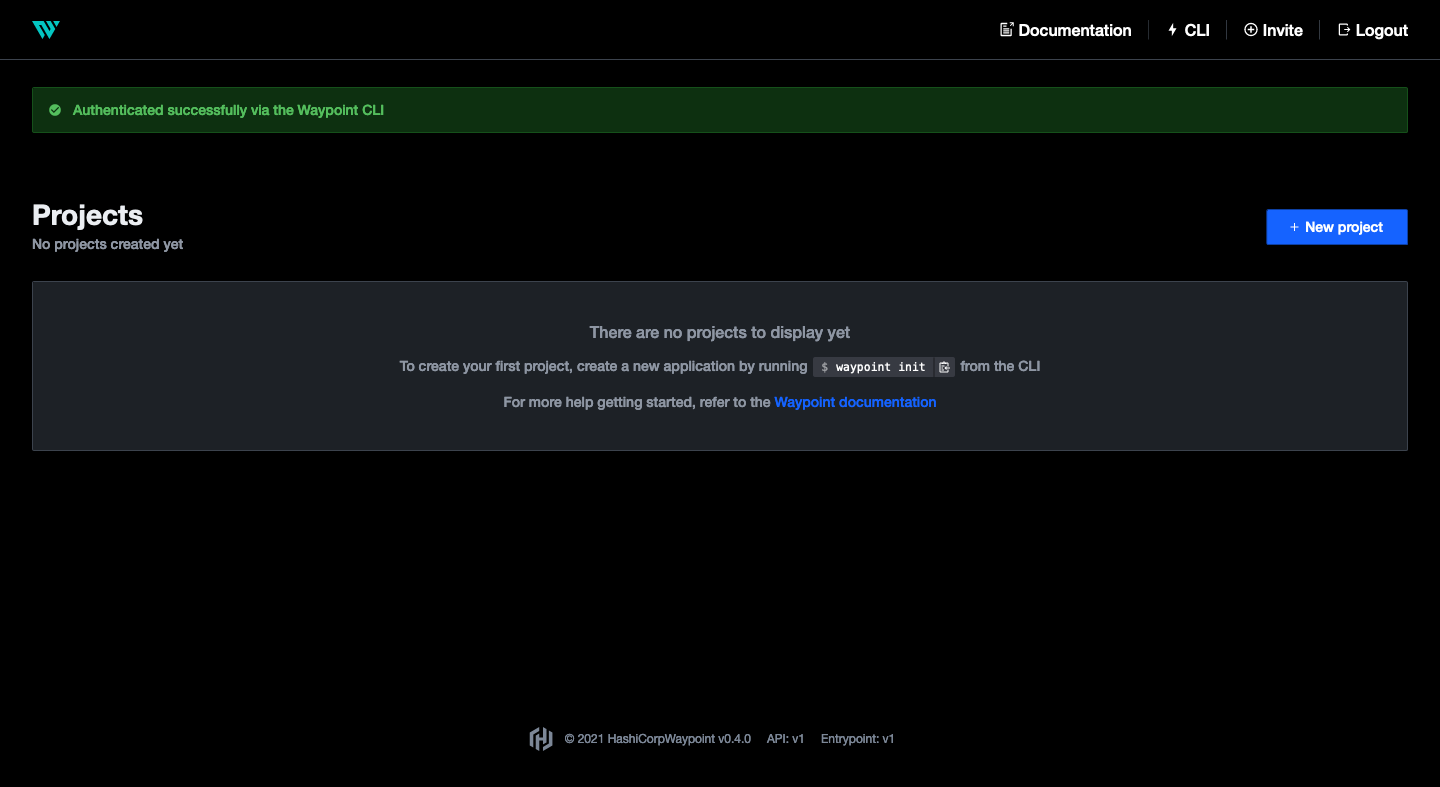 Documentation CLI Invite Logout
Authenticated successfully via the Waypoint CLI
Projects
No projects created yet
+ New project
There are no projects to display yet
To create your first project, create a new application by running $ waypoint init from the CLI
For more help getting started, refer to the Waypoint documentation
© 2021 HashiCorpWaypoint v0.4.0 API: v1 Entrypoint: v1